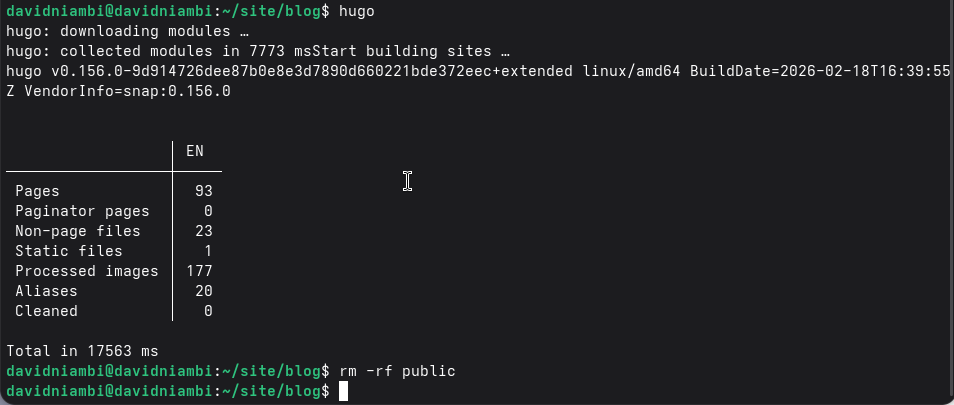 davidniambi@davidniambi:~/site/blog$ hugo
hugo: downloading modules …
hugo: collected modules in 7773 msStart building sites …
hugo v0.156.0-9d914726dee87b0e8e3d7890d660221bde372eec+extended linux/amd64 BuildDate=2026-02-18T16:39:55
Z VendorInfo=snap:0.156.0
EN
Pages 93
Paginator pages 0
Non-page files 23
Static files 1
Processed images 177
Aliases 20
Cleaned 0
Total in 17563 ms
davidniambi@davidniambi:~/site/blog$ rm -rf public
davidniambi@davidniambi:~/site/blog$